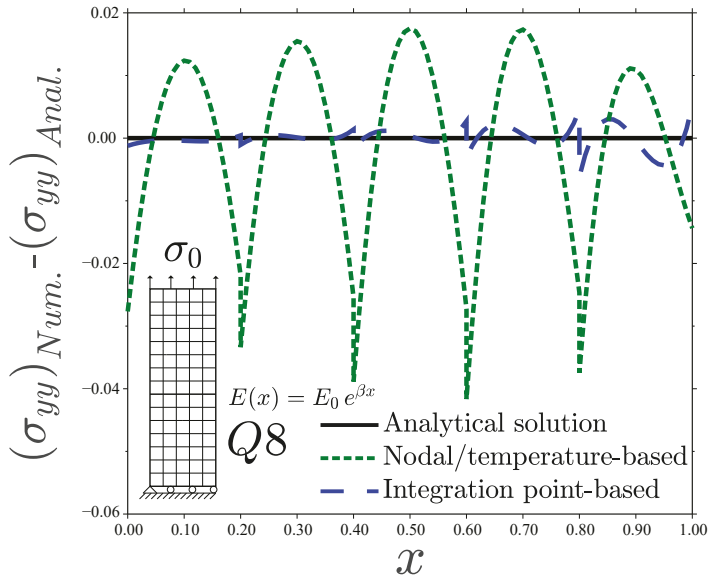 (σyy)Num.-(σyy)Anal.
0.02
0.00
−0.02
−0.04
−0.06
σ0
E(x) = E0 e^βx
Q8
Analytical solution
Nodal/temperature-based
Integration point-based
0.00 0.20 0.30 0.40 0.50 0.60 0.70 0.80 0.90 1.00
x